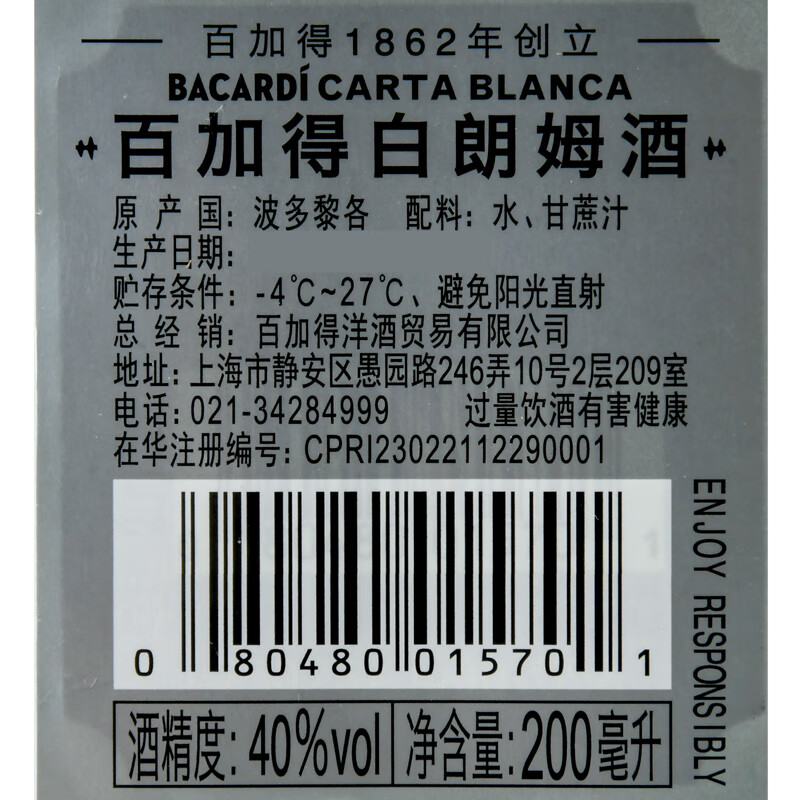 百加得1862年创立
BACARDÍ CARTA BLANCA
百加得白朗姆酒
原产国：波多黎各 配料：水、甘蔗汁
生产日期：
贮存条件：-4℃~27℃、避免阳光直射
总经销：百加得洋酒贸易有限公司
地址：上海市静安区愚园路246弄10号2层209室
电话：021-34284999 过量饮酒有害健康
在华注册编号：CPRI23022112290001
0 80480 01570 1
ENJOY RESPONSIBLY
酒精度：40%vol 净含量：200毫升